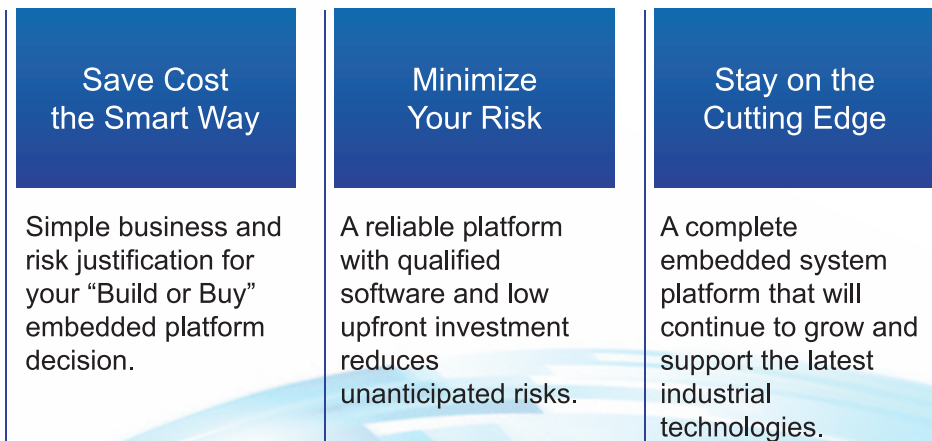 Save Cost
the Smart Way
Simple business and
risk justification for
your “Build or Buy”
embedded platform
decision.
Minimize
Your Risk
A reliable platform
with qualified
software and low
upfront investment
reduces
unanticipated risks.
Stay on the
Cutting Edge
A complete
embedded system
platform that will
continue to grow and
support the latest
industrial
technologies.